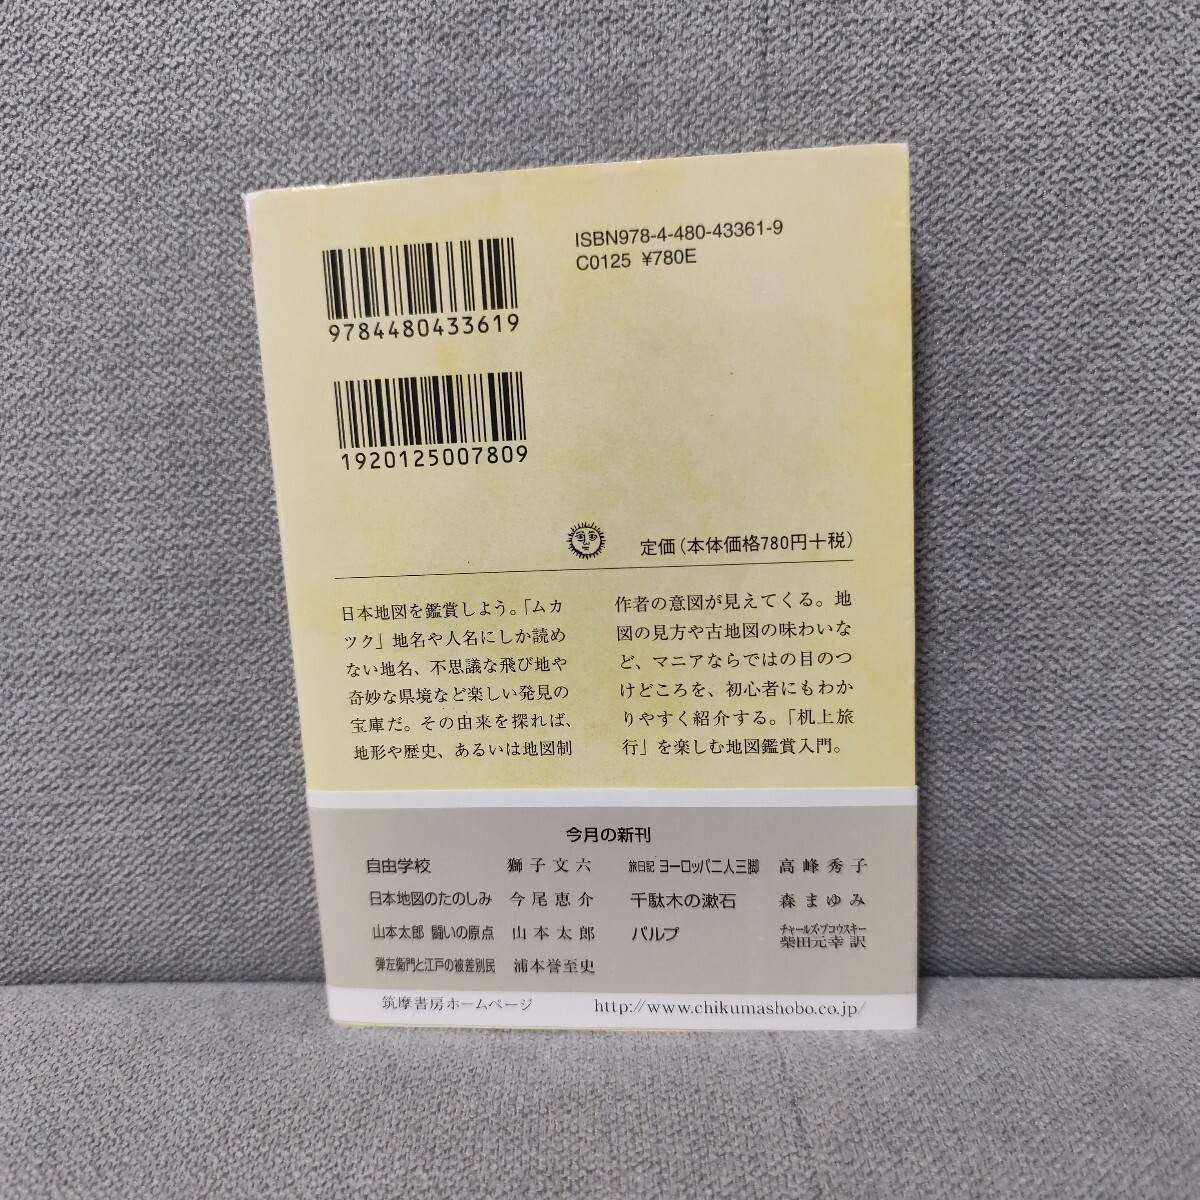 ISBN978-4-480-43361-9
C0125 ¥780E
9784480433619
1920125007809
定価(本体価格780円+税)
日本地図を鑑賞しよう。「ムカ
ツク」地名や人名にしか読め
ない地名、不思議な飛び地や
奇妙な県境など楽しい発見の
宝庫だ。その由来を探れば、
地形や歴史、あるいは地図制
作者の意図が見えてくる。地
図の見方や古地図の味わいな
ど、マニアならではの目のつ
けどころを、初心者にもわか
りやすく紹介する。「机上旅
行」を楽しむ地図鑑賞入門。
今月の新刊
自由学校 獅子文六
日本地図のたのしみ 今尾恵介
山本太郎 闘いの原点 山本太郎
弾左衛門と江戸の被差別民 浦本誉至史
旅日記 ヨーロッパ二人三脚 高峰秀子
千駄木の漱石 森まゆみ
パルプ チャールズ・ブコウスキー
柴田元幸 訳
筑摩書房ホームページ http://www.chikumashobo.co.jp/